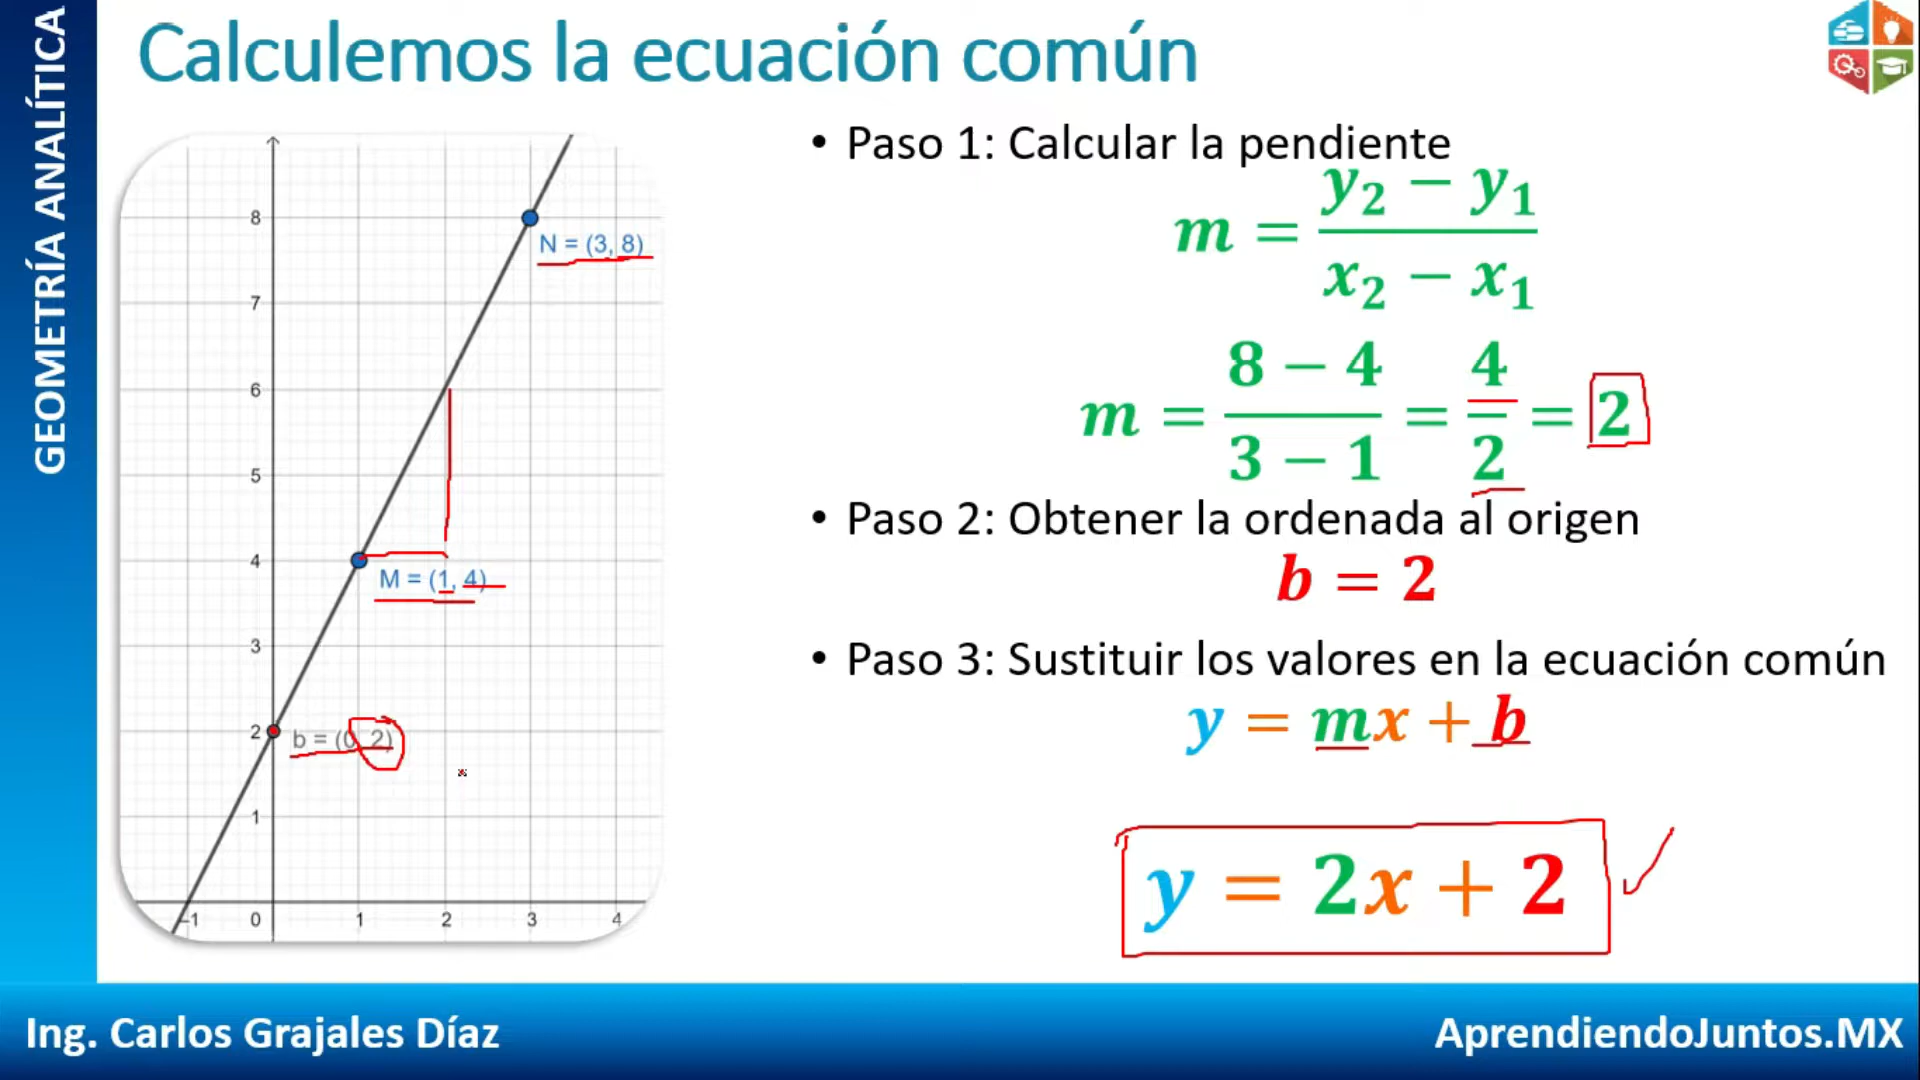 GEOMETRÍA ANALÍTICA
Calculemos la ecuación común
8
7
6
5
4
3
2
1
-1 0 1 2 3 4
N = (3, 8)
M = (1, 4)
b = (0, 2)
• Paso 1: Calcular la pendiente
m = (y₂ − y₁)/(x₂ − x₁)
m = (8 − 4)/(3 − 1) = 4/2 = 2
• Paso 2: Obtener la ordenada al origen
b = 2
• Paso 3: Sustituir los valores en la ecuación común
y = mx + b
y = 2x + 2
Ing. Carlos Grajales Díaz
AprendiendoJuntos.MX